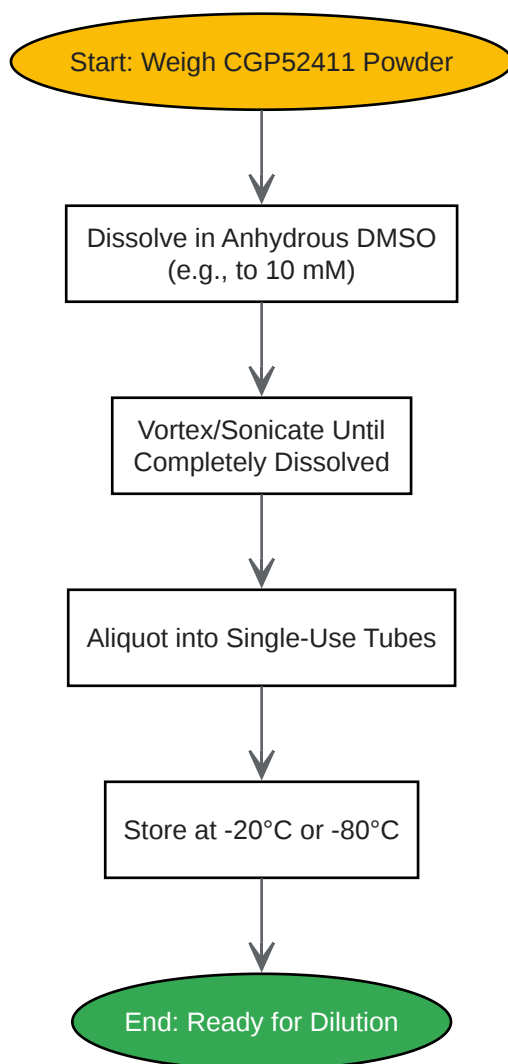 Start: Weigh CGP52411 Powder
Dissolve in Anhydrous DMSO
(e.g., to 10 mM)
Vortex/Sonicate Until
Completely Dissolved
Aliquot into Single-Use Tubes
Store at -20°C or -80°C
End: Ready for Dilution